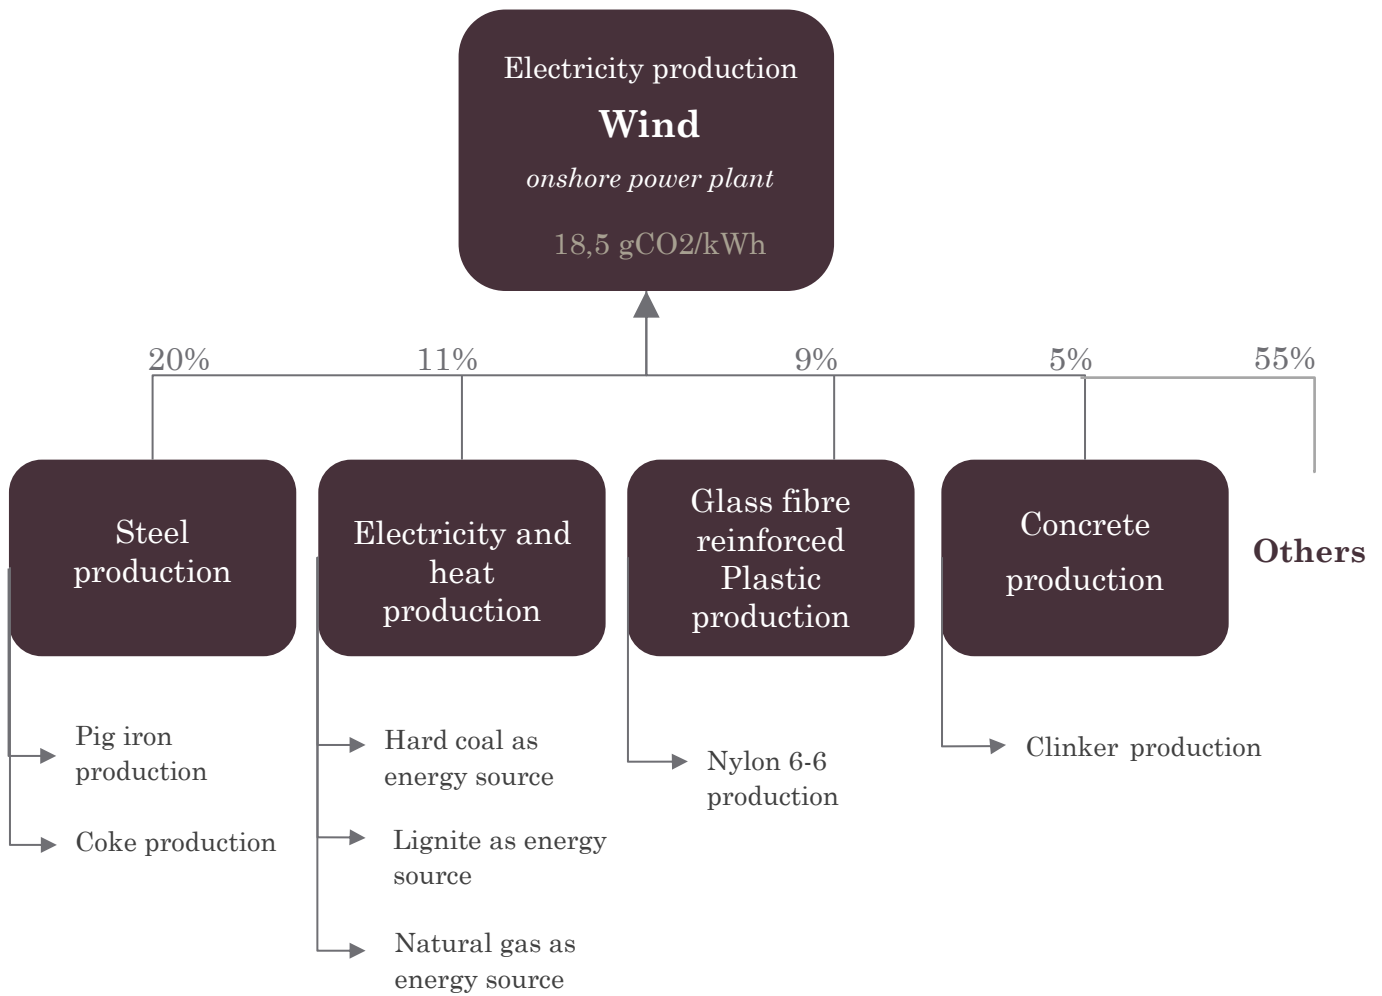 Electricity production
Wind
onshore power plant
18,5 gCO2/kWh
20%
11%
9%
5%
55%
Steel
production
Electricity and
heat
production
Glass fibre
reinforced
Plastic
production
Concrete
production
Others
Pig iron
production
Coke production
Hard coal as
energy source
Lignite as energy
source
Natural gas as
energy source
Nylon 6-6
production
Clinker production